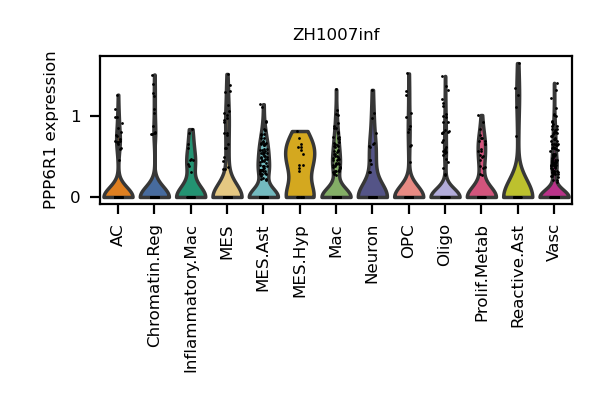 ZH1007inf
PPP6R1 expression
1
0
AC
Chromatin.Reg
Inflammatory.Mac
MES
MES.Ast
MES.Hyp
Mac
Neuron
OPC
Oligo
Prolif.Metab
Reactive.Ast
Vasc